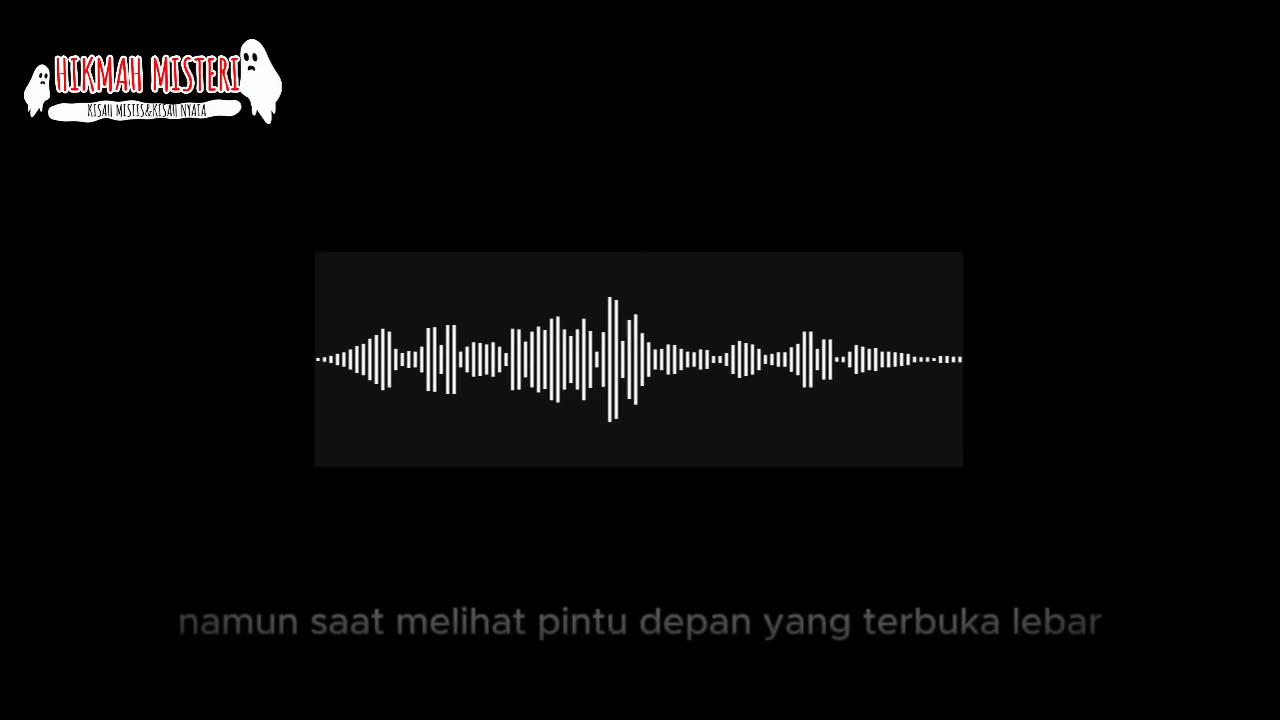 HIKMAH MISTERI
KISAH MISTIS&KISAH NYATA
namun saat melihat pintu depan yang terbuka lebar